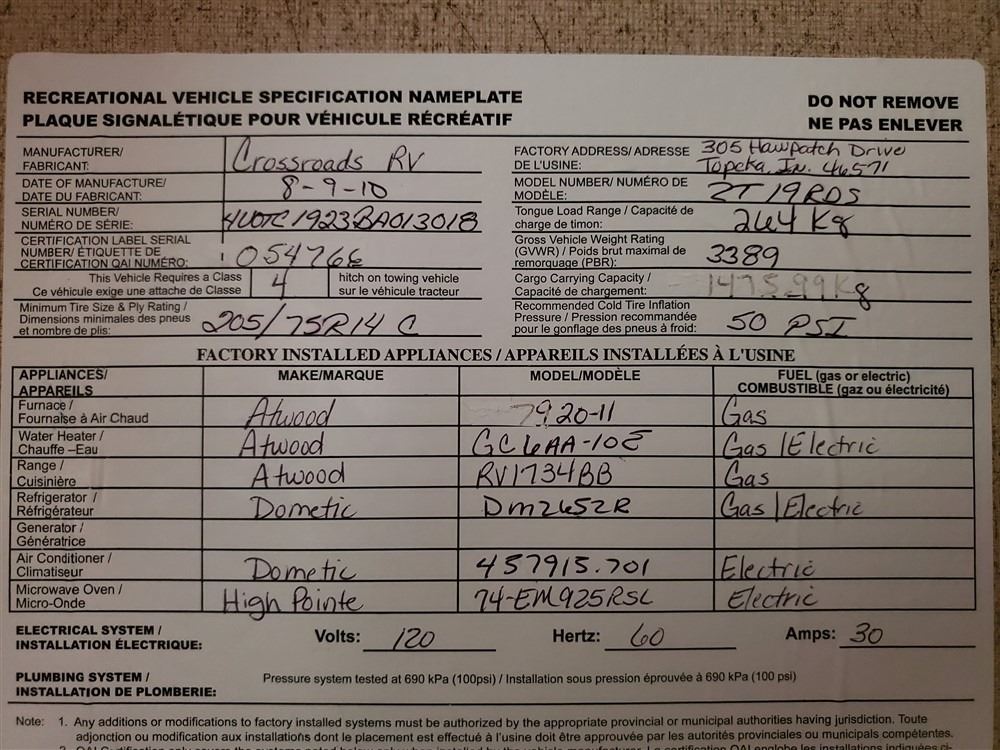 RECREATIONAL VEHICLE SPECIFICATION NAMEPLATE
PLAQUE SIGNALÉTIQUE POUR VÉHICULE RÉCRÉATIF
DO NOT REMOVE
NE PAS ENLEVER
MANUFACTURER/
FABRICANT: Crossroads RV
DATE OF MANUFACTURE/
DATE DU FABRICANT: 8-9-10
SERIAL NUMBER/
NUMÉRO DE SÉRIE: 4V0TC1923BA013018
CERTIFICATION LABEL SERIAL
NUMBER/ ÉTIQUETTE DE
CERTIFICATION QAI NUMÉRO:
This Vehicle Requires a Class 4 hitch on towing vehicle
Ce véhicule exige une attache de Classe sur le véhicule tracteur
Minimum Tire Size & Ply Rating /
Dimensions minimales des pneus
et nombre de plis: 205/75R14 C
FACTORY ADDRESS/ ADRESSE 305 Hawpatch Drive
DE L'USINE: Topeka, In. 46571
MODEL NUMBER/ NUMÉRO DE
MODÈLE: ZT19RDS
Tongue Load Range / Capacité de
charge de timon: 264 Kg
Gross Vehicle Weight Rating
(GVWR) / Poids brut maximal de
remorquage (PBR): 3389
Cargo Carrying Capacity /
Capacité de chargement: 1475.99 Kg
Recommended Cold Tire Inflation
Pressure / Pression recommandée
pour le gonflage des pneus à froid: 50 PSI
FACTORY INSTALLED APPLIANCES / APPAREILS INSTALLÉES À L'USINE
APPLIANCES/ MAKE/MARQUE MODEL/MODÈLE FUEL (gas or electric)
APPAREILS COMBUSTIBLE (gaz ou électricité)
Furnace /
Fournaise à Air Chaud Atwood 7920-11 Gas
Water Heater /
Chauffe –Eau Atwood GC6AA-10E Gas/Electric
Range /
Cuisinière Atwood RV1734BB Gas
Refrigerator /
Réfrigérateur Dometic DM2652R Gas/Electric
Generator /
Génératrice
Air Conditioner /
Climatiseur Dometic 457915.701 Electric
Microwave Oven /
Micro-Onde High Pointe 74-EM925RSL Electric
ELECTRICAL SYSTEM /
INSTALLATION ÉLECTRIQUE: Volts: 120 Hertz: 60 Amps: 30
PLUMBING SYSTEM /
INSTALLATION DE PLOMBERIE: Pressure system tested at 690 kPa (100psi) / Installation sous pression éprouvée à 690 kPa (100 psi)
Note: 1. Any additions or modifications to factory installed systems must be authorized by the appropriate provincial or municipal authorities having jurisdiction. Toute
adjonction ou modification aux installations dont le placement est effectué à l'usine doit être approuvée par les autorités provinciales ou municipales compétentes.